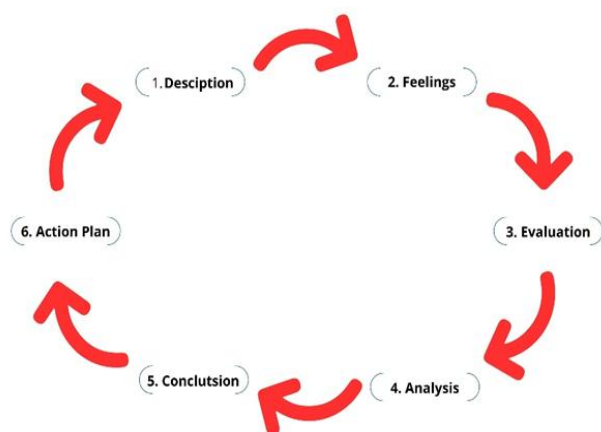 1. Desciption
2. Feelings
3. Evaluation
4. Analysis
5. Conclutsion
6. Action Plan